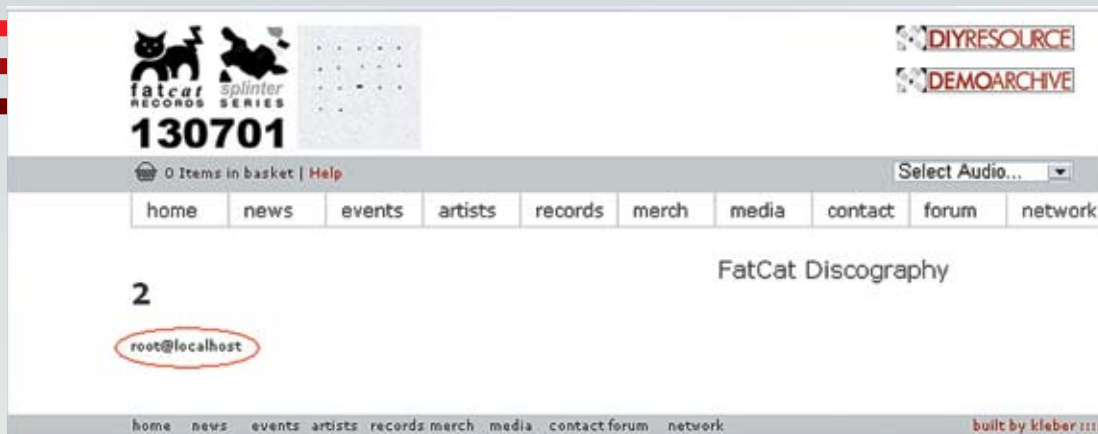 DIYRESOURCE
DEMOARCHIVE
fatcat splinter
RECORDS SERIES
130701
0 Items in basket | Help
Select Audio...
home news events artists records merch media contact forum network
FatCat Discography
2
root@localhost
home news events artists records merch media contact forum network
built by kleber :::